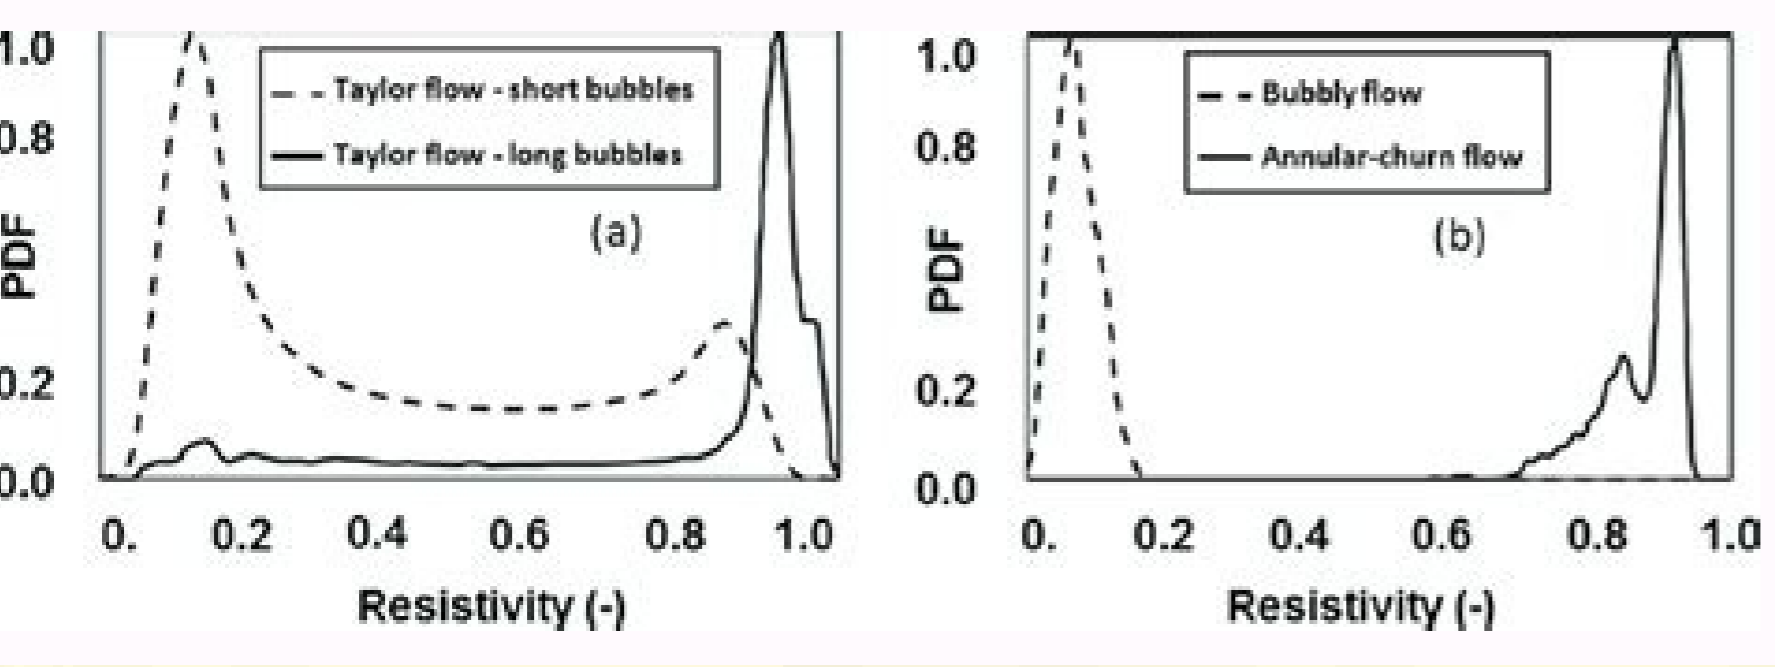 1.0
0.8
0.2
0.0
PDF
Taylor flow - short bubbles
Taylor flow - long bubbles
(a)
0. 0.2 0.4 0.6 0.8 1.0
Resistivity (-)
1.0
0.8
0.2
0.0
PDF
Bubbly flow
Annular-churn flow
(b)
0. 0.2 0.4 0.6 0.8 1.0
Resistivity (-)